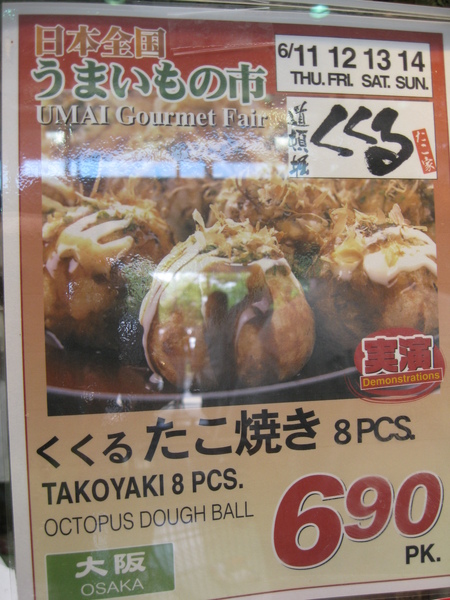 日本全国
うまいもの市
UMAI Gourmet Fair
6/11 12 13 14
THU. FRI. SAT. SUN.
道頓堀
くくる
たこ家
実演
Demonstrations
くくる たこ焼き 8 PCS.
TAKOYAKI 8 PCS.
OCTOPUS DOUGH BALL
690
PK.
大阪
OSAKA